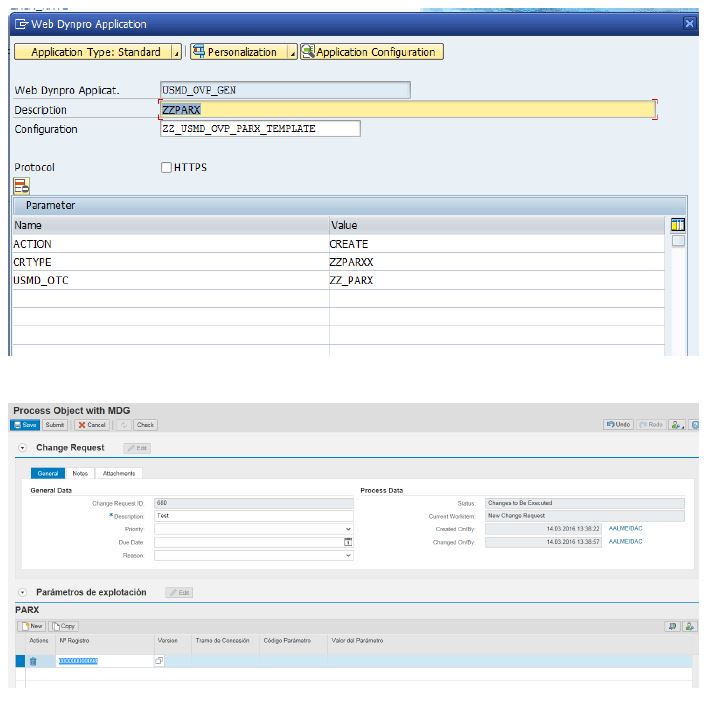 Web Dynpro Application
Application Type: Standard Personalization Application Configuration
Web Dynpro Applicat. USMD_OVP_GEN
Description ZZPARX
Configuration ZZ_USMD_OVP_PARX_TEMPLATE
Protocol HTTPS
Parameter
Name Value
ACTION CREATE
CRTYPE ZZPARXX
USMD_OTC ZZ_PARX
Process Object with MDG
Save Submit Cancel Check Undo Redo
Change Request Edit
General Notes Attachments
General Data Process Data
Change Request ID: 680 Status: Changes to Be Executed
*Description: Test Current Workitem: New Change Request
Priority: Created On/By: 14.03.2016 13:38:22 AALMEIDAC
Due Date: Changed On/By: 14.03.2016 13:38:57 AALMEIDAC
Reason:
Parámetros de explotación Edit
PARX
New Copy
Actions Nº Registro Version Tramo de Concesión Código Parámetro Valor del Parámetro